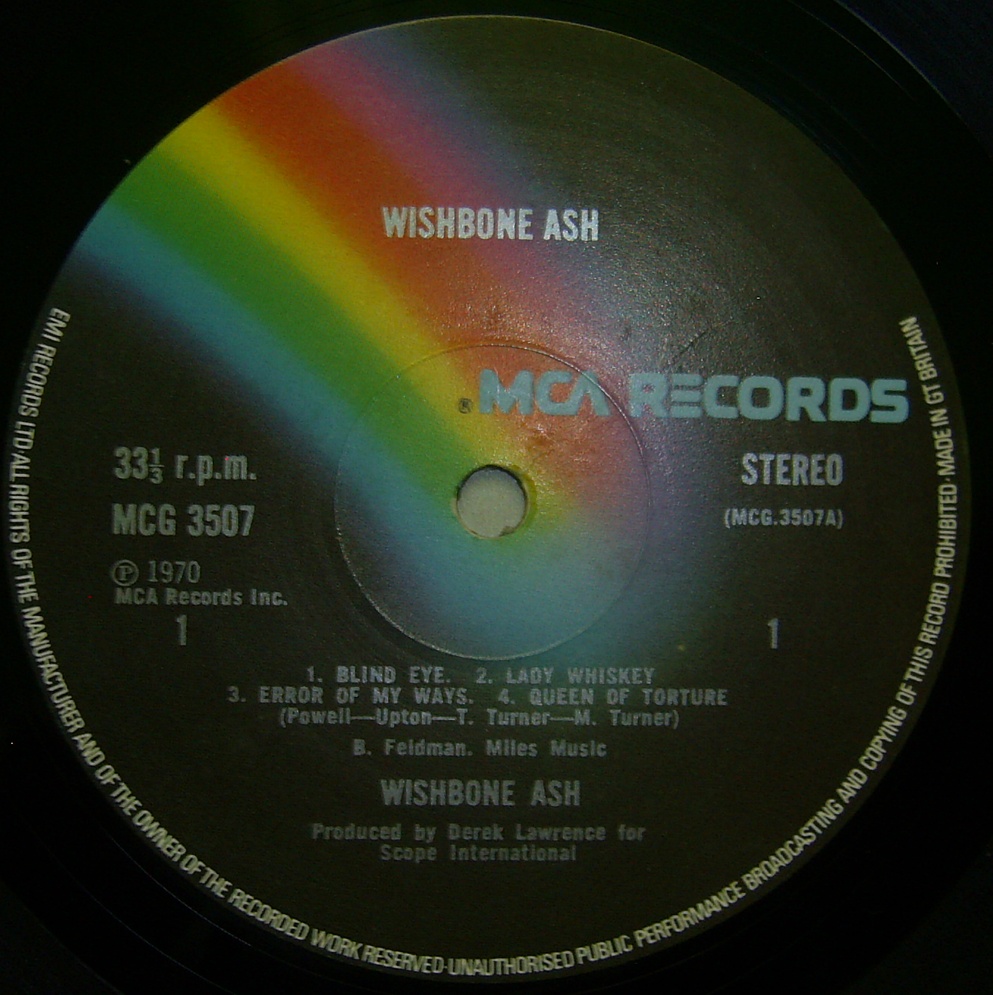 WISHBONE ASH
® MCA RECORDS
33⅓ r.p.m.
STEREO
MCG 3507
(MCG.3507A)
℗ 1970
MCA Records Inc.
1
1
1. BLIND EYE. 2. LADY WHISKEY
3. ERROR OF MY WAYS. 4. QUEEN OF TORTURE
(Powell—Upton—T. Turner—M. Turner)
B. Feldman. Miles Music
WISHBONE ASH
Produced by Derek Lawrence for
Scope International
EMI RECORDS LTD·ALL RIGHTS OF THE MANUFACTURER AND OF THE OWNER OF THE RECORDED WORK RESERVED·UNAUTHORISED PUBLIC PERFORMANCE BROADCASTING AND COPYING OF THIS RECORD PROHIBITED·MADE IN GT BRITAIN